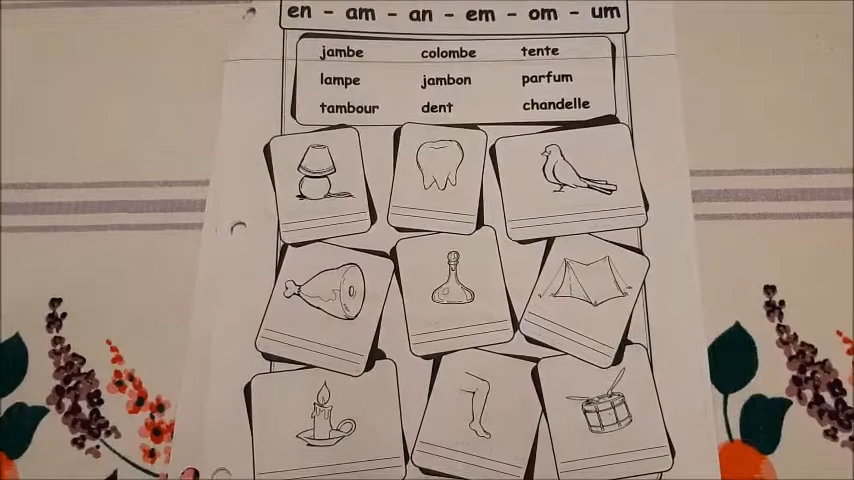 en - am - an - em - om - um
jambe colombe tente
lampe jambon parfum
tambour dent chandelle